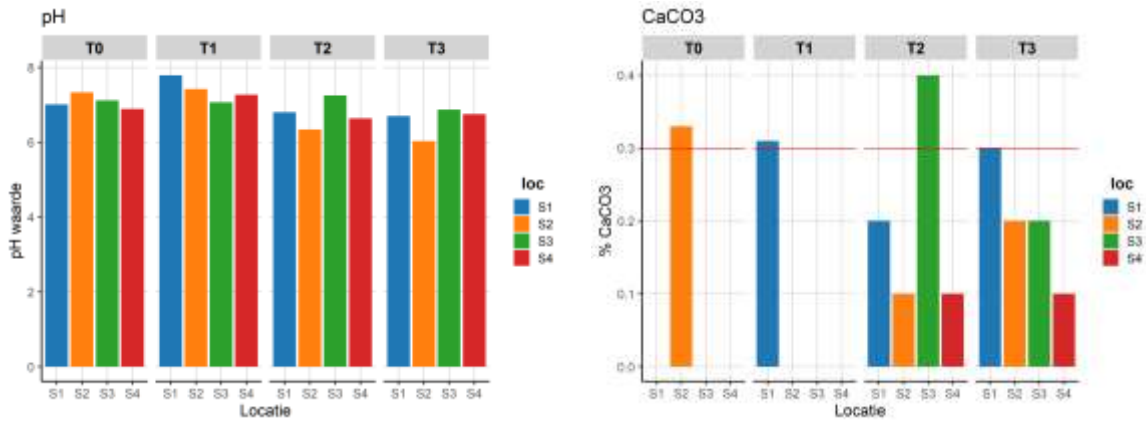 pH
T0 T1 T2 T3
8
6
4
2
0
pH waarde
S1 S2 S3 S4 S1 S2 S3 S4 S1 S2 S3 S4 S1 S2 S3 S4
Locatie
loc
S1
S2
S3
S4
CaCO3
T0 T1 T2 T3
0.4
0.3
0.2
0.1
0.0
% CaCO3
S1 S2 S3 S4 S1 S2 S3 S4 S1 S2 S3 S4 S1 S2 S3 S4
Locatie
loc
S1
S2
S3
S4